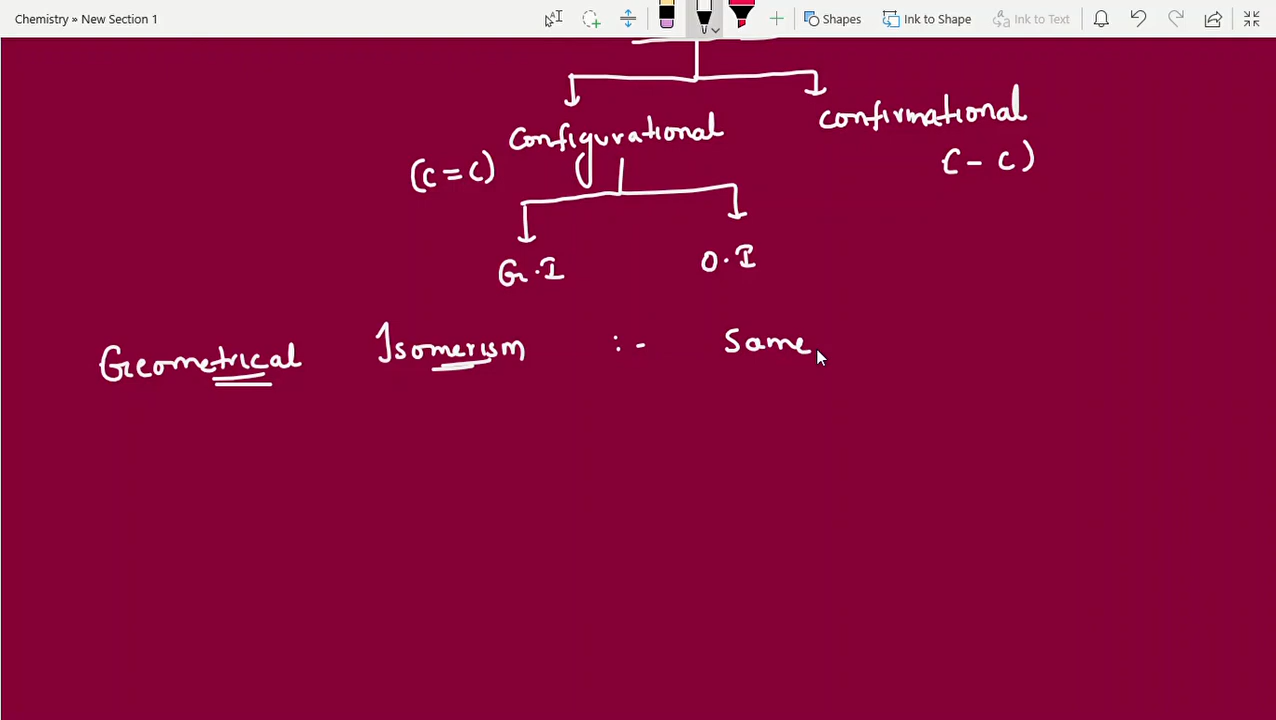 Chemistry » New Section 1
Shapes
Ink to Shape
Ink to Text
Configurational
Confirmational
(C = C)
C - C)
G.I
O.I
Geometrical Isomerism :- Same